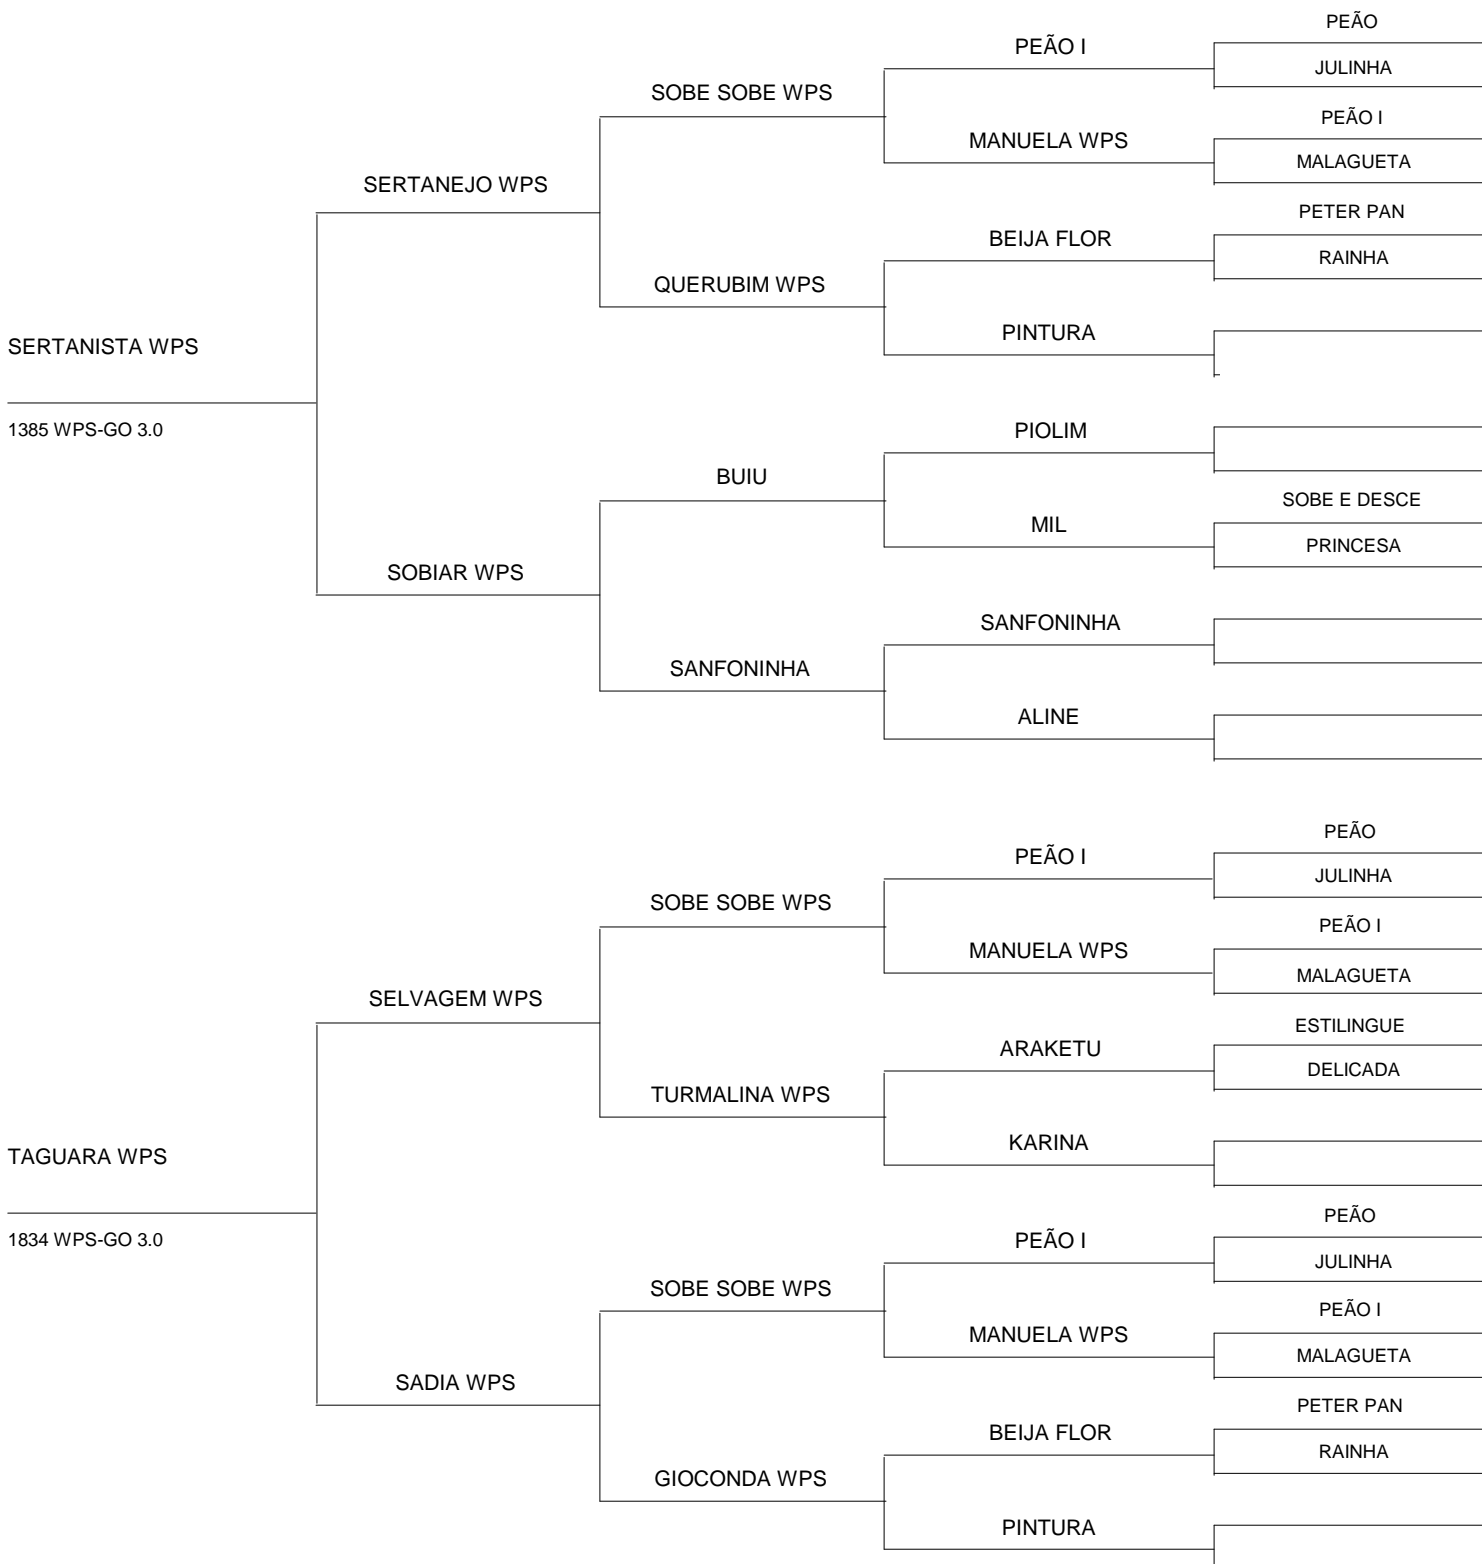 PEÃO
PEÃO I
JULINHA
SOBE SOBE WPS
PEÃO I
MANUELA WPS
MALAGUETA
SERTANEJO WPS
PETER PAN
BEIJA FLOR
RAINHA
QUERUBIM WPS
PINTURA
SERTANISTA WPS
1385 WPS-GO 3.0
PIOLIM
BUIU
SOBE E DESCE
MIL
PRINCESA
SOBIAR WPS
SANFONINHA
SANFONINHA
ALINE
PEÃO
PEÃO I
JULINHA
SOBE SOBE WPS
PEÃO I
MANUELA WPS
MALAGUETA
SELVAGEM WPS
ESTILINGUE
ARAKETU
DELICADA
TURMALINA WPS
KARINA
TAGUARA WPS
1834 WPS-GO 3.0
PEÃO
PEÃO I
JULINHA
SOBE SOBE WPS
PEÃO I
MANUELA WPS
MALAGUETA
SADIA WPS
PETER PAN
BEIJA FLOR
RAINHA
GIOCONDA WPS
PINTURA